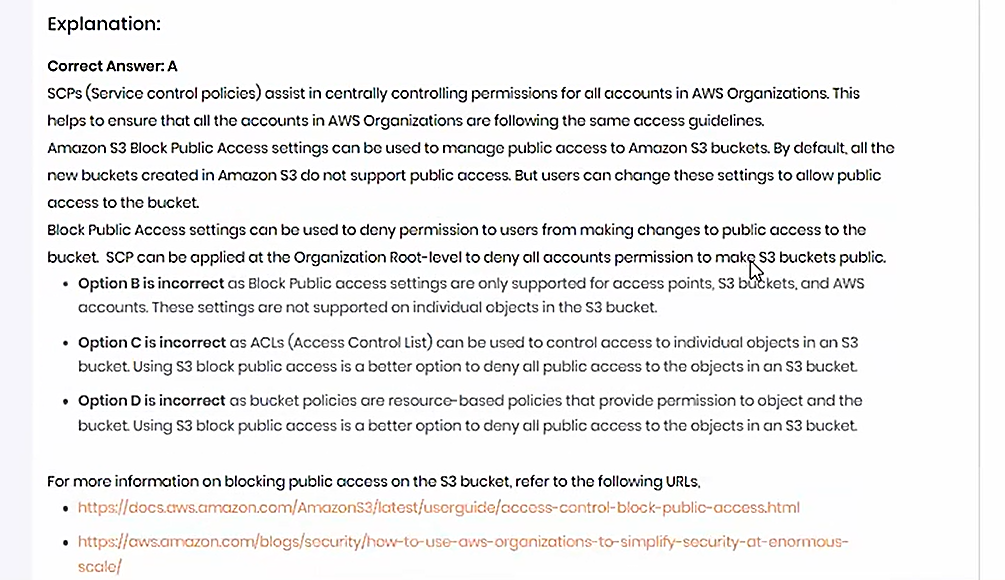 Explanation:
Correct Answer: A
SCPs (Service control policies) assist in centrally controlling permissions for all accounts in AWS Organizations. This
helps to ensure that all the accounts in AWS Organizations are following the same access guidelines.
Amazon S3 Block Public Access settings can be used to manage public access to Amazon S3 buckets. By default, all the
new buckets created in Amazon S3 do not support public access. But users can change these settings to allow public
access to the bucket.
Block Public Access settings can be used to deny permission to users from making changes to public access to the
bucket. SCP can be applied at the Organization Root-level to deny all accounts permission to make S3 buckets public.
• Option B is incorrect as Block Public access settings are only supported for access points, S3 buckets, and AWS
accounts. These settings are not supported on individual objects in the S3 bucket.
• Option C is incorrect as ACLs (Access Control List) can be used to control access to individual objects in an S3
bucket. Using S3 block public access is a better option to deny all public access to the objects in an S3 bucket.
• Option D is incorrect as bucket policies are resource-based policies that provide permission to object and the
bucket. Using S3 block public access is a better option to deny all public access to the objects in an S3 bucket.
For more information on blocking public access on the S3 bucket, refer to the following URLs,
• https://docs.aws.amazon.com/AmazonS3/latest/userguide/access-control-block-public-access.html
• https://aws.amazon.com/blogs/security/how-to-use-aws-organizations-to-simplify-security-at-enormous-
scale/